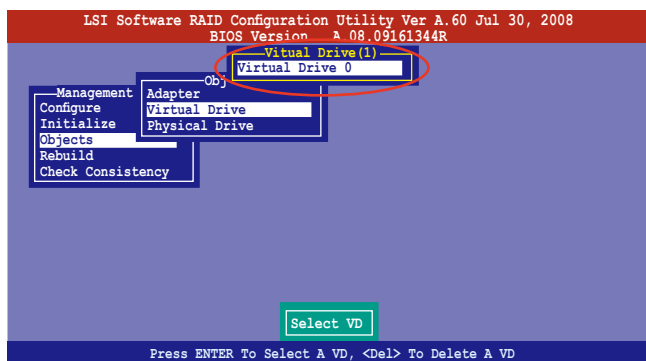 LSI Software RAID Configuration Utility Ver A.60 Jul 30, 2008
BIOS Version A.08.09161344R
Vitual Drive(1)
Virtual Drive 0
Obj
Adapter
Virtual Drive
Physical Drive
Management
Configure
Initialize
Objects
Rebuild
Check Consistency
Select VD
Press ENTER To Select A VD, <Del> To Delete A VD